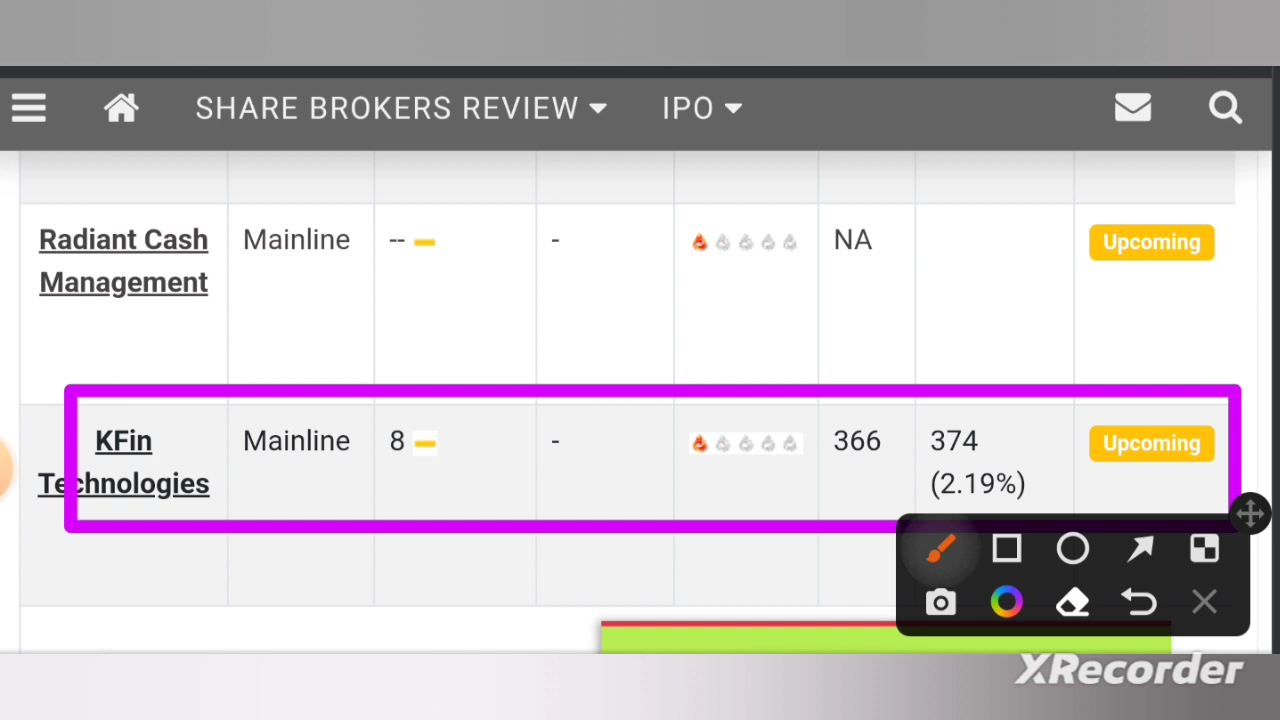 SHARE BROKERS REVIEW IPO
Radiant Cash Mainline -- - NA Upcoming
Management
KFin Mainline 8 - 366 374 Upcoming
Technologies (2.19%)
XRecorder